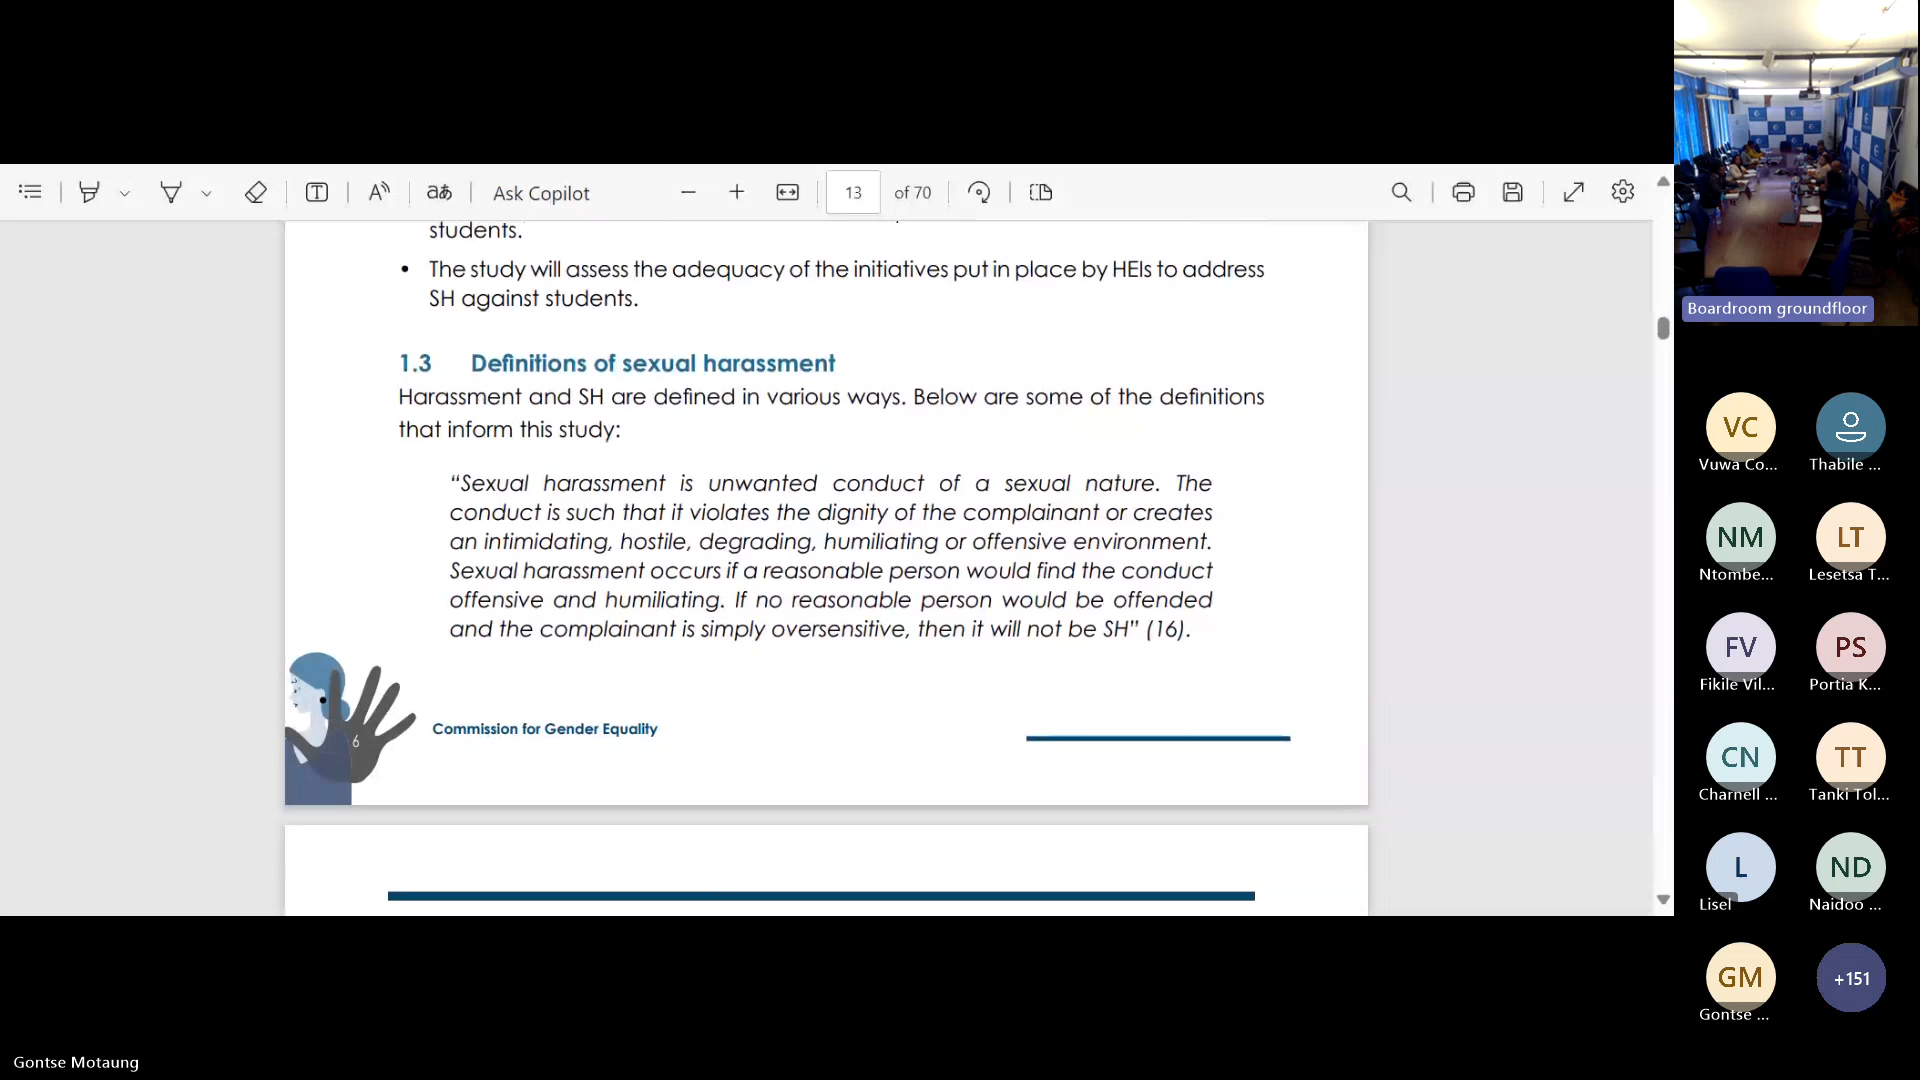 Ask Copilot
13 of 70
students.
• The study will assess the adequacy of the initiatives put in place by HEIs to address
SH against students.
1.3 Definitions of sexual harassment
Harassment and SH are defined in various ways. Below are some of the definitions
that inform this study:
“Sexual harassment is unwanted conduct of a sexual nature. The
conduct is such that it violates the dignity of the complainant or creates
an intimidating, hostile, degrading, humiliating or offensive environment.
Sexual harassment occurs if a reasonable person would find the conduct
offensive and humiliating. If no reasonable person would be offended
and the complainant is simply oversensitive, then it will not be SH” (16).
6
Commission for Gender Equality
Boardroom groundfloor
VC
Vuwa Co...
Thabile ...
NM
Ntombe...
LT
Lesetsa T...
FV
Fikile Vil...
PS
Portia K...
CN
Charnell ...
TT
Tanki Tol...
L
Lisel
ND
Naidoo ...
GM
Gontse ...
+151
Gontse Motaung